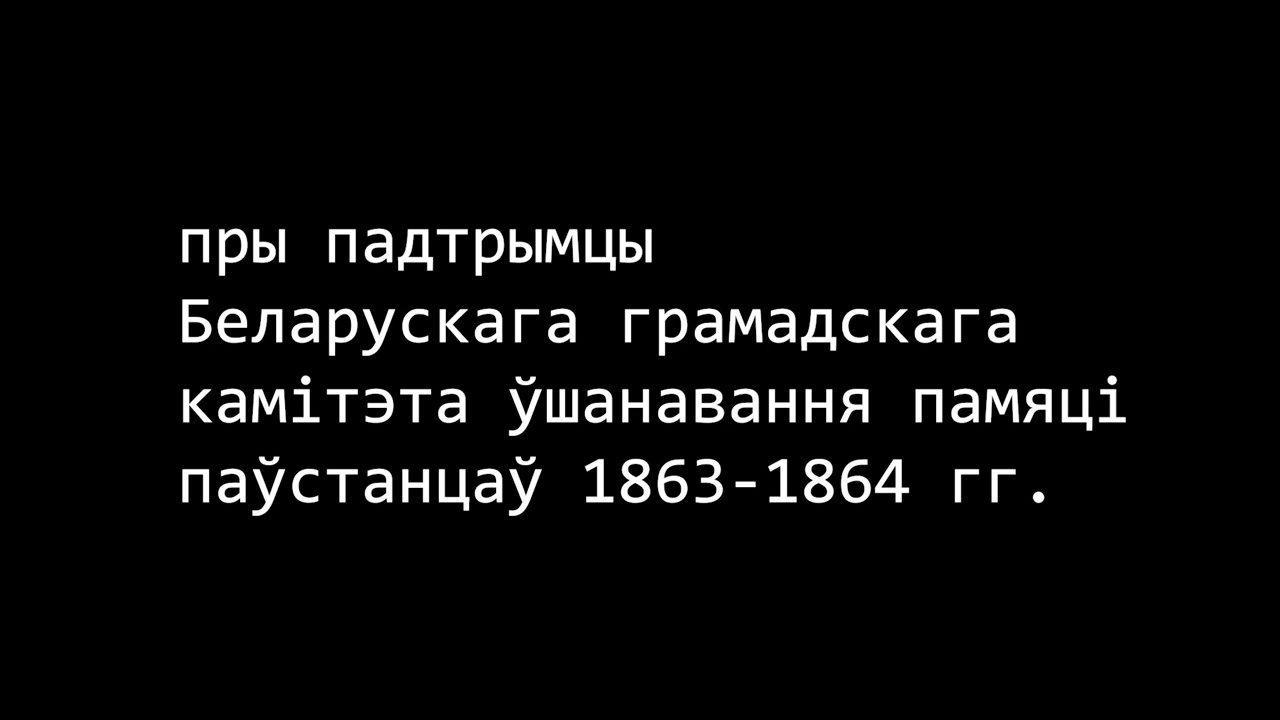 пры падтрымцы
Беларускага грамадскага
камітэта ўшанавання памяці
паўстанцаў 1863-1864 гг.